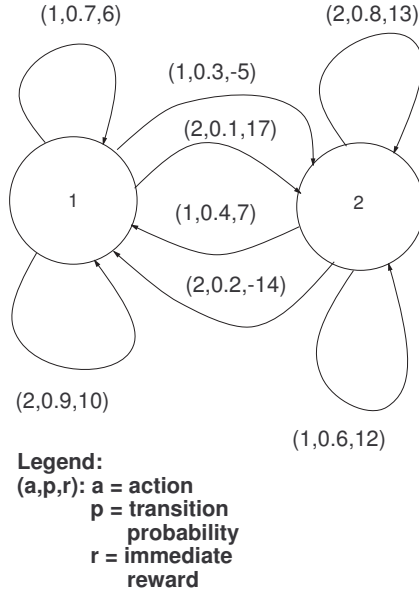 (1,0.7,6)
(2,0.8,13)
(1,0.3,-5)
(2,0.1,17)
1
2
(1,0.4,7)
(2,0.2,-14)
(2,0.9,10)
(1,0.6,12)
Legend:
(a,p,r): a = action
p = transition
probability
r = immediate
reward